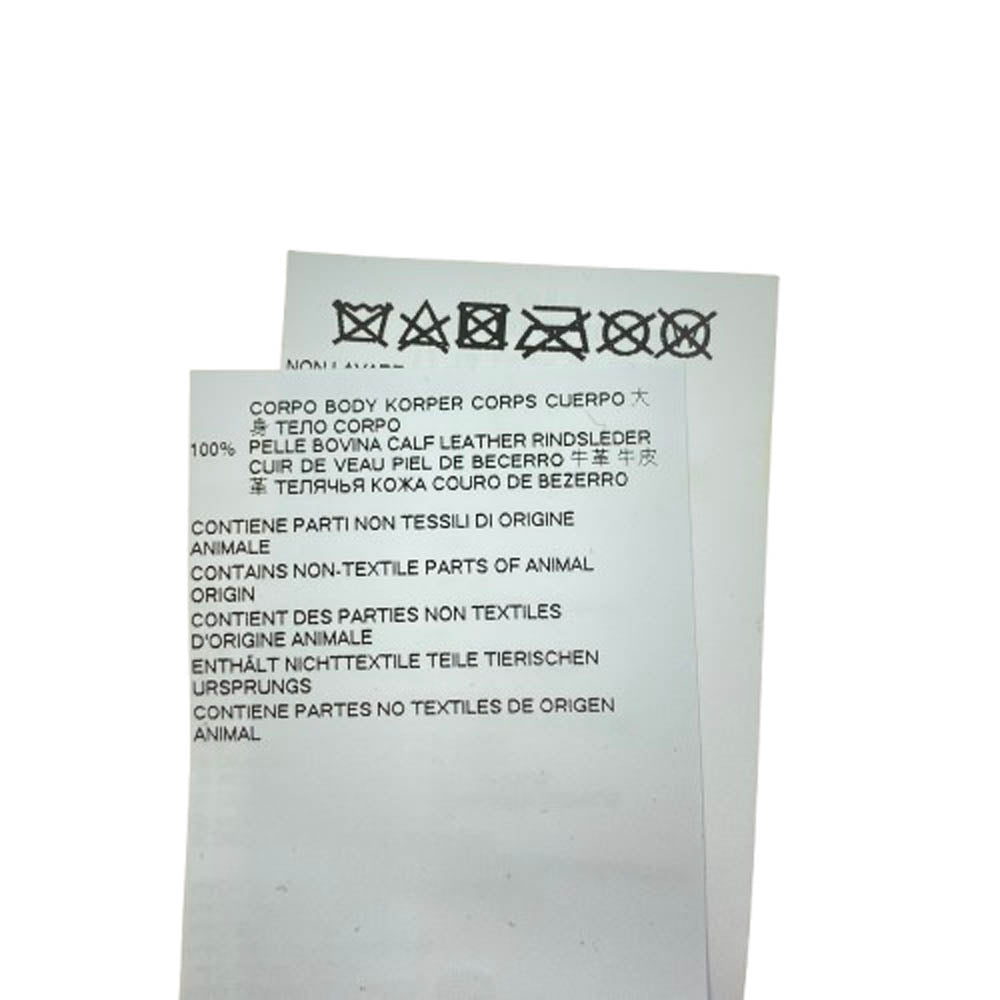 NON LAVARE
CORPO BODY KORPER CORPS CUERPO 大
身 ТЕЛО CORPO
100% PELLE BOVINA CALF LEATHER RINDSLEDER
CUIR DE VEAU PIEL DE BECERRO 牛革 牛皮
革 ТЕЛЯЧЬЯ КОЖА COURO DE BEZERRO
CONTIENE PARTI NON TESSILI DI ORIGINE
ANIMALE
CONTAINS NON-TEXTILE PARTS OF ANIMAL
ORIGIN
CONTIENT DES PARTIES NON TEXTILES
D'ORIGINE ANIMALE
ENTHÄLT NICHTTEXTILE TEILE TIERISCHEN
URSPRUNGS
CONTIENE PARTES NO TEXTILES DE ORIGEN
ANIMAL